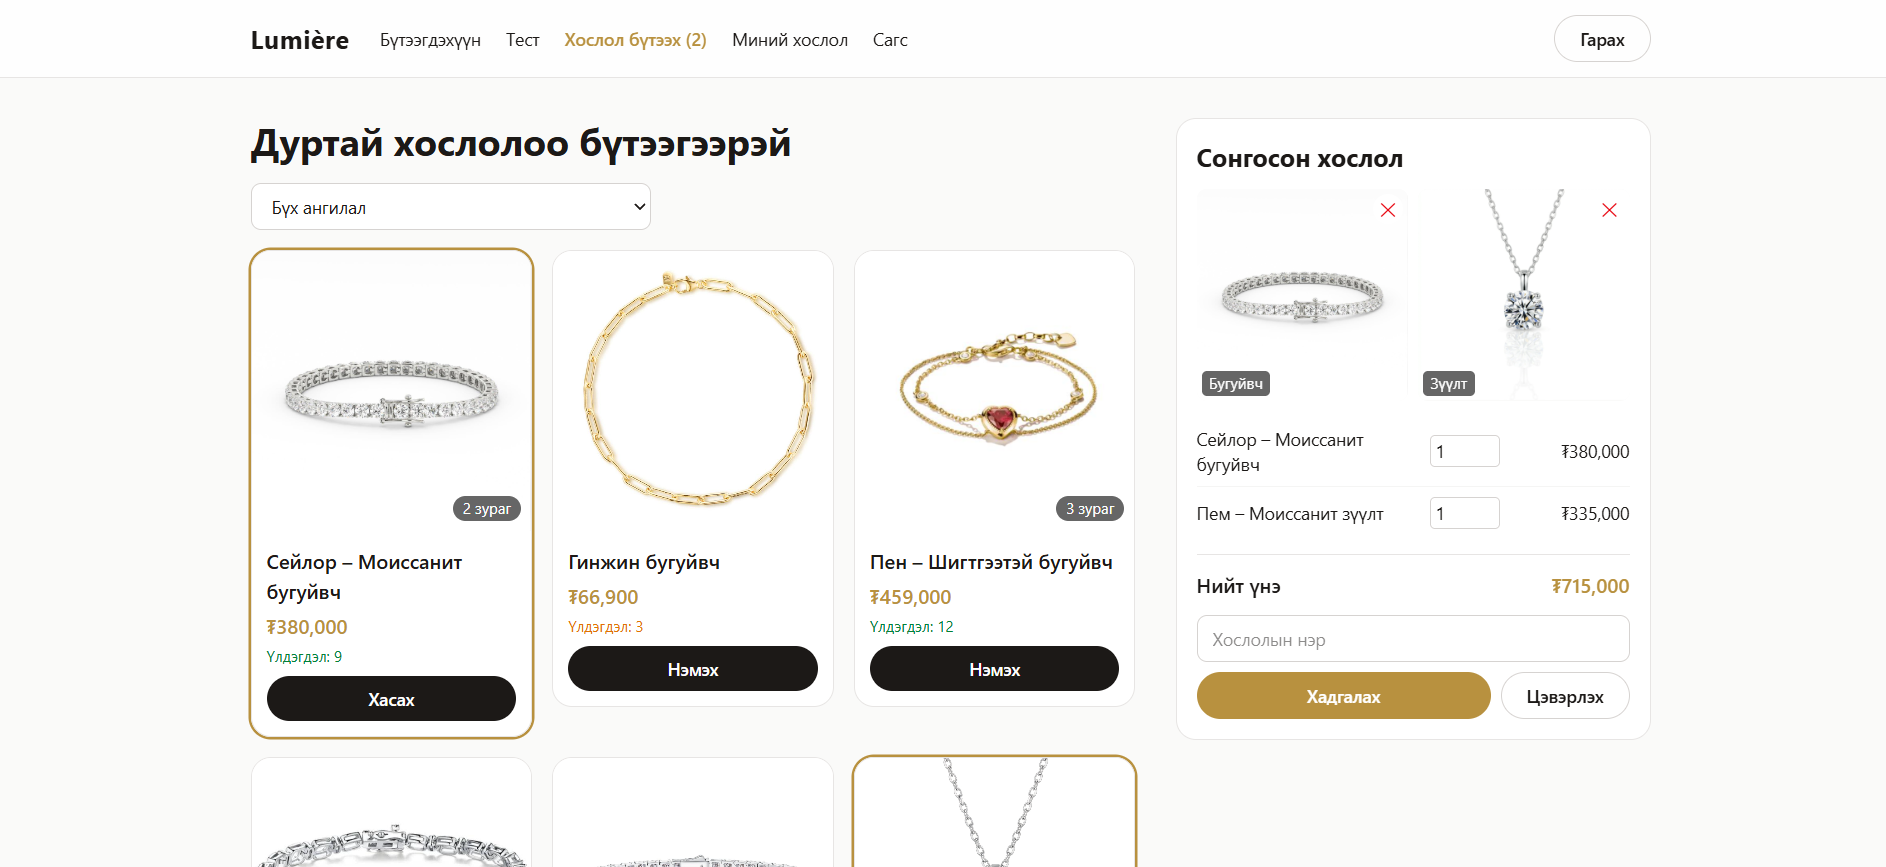 Lumière
Бүтээгдэхүүн
Тест
Хослол бүтээх (2)
Миний хослол
Сагс
Гарах
Дуртай хослолоо бүтээгээрэй
Бүх ангилал
2 зураг
Сейлор – Моиссанит
бугуйвч
₮380,000
Үлдэгдэл: 9
Хасах
Гинжин бугуйвч
₮66,900
Үлдэгдэл: 3
Нэмэх
3 зураг
Пен – Шигтгээтэй бугуйвч
₮459,000
Үлдэгдэл: 12
Нэмэх
Сонгосон хослол
Бугуйвч
Зүүлт
Сейлор – Моиссанит
бугуйвч
1
₮380,000
Пем – Моиссанит зүүлт
1
₮335,000
Нийт үнэ
₮715,000
Хослолын нэр
Хадгалах
Цэвэрлэх